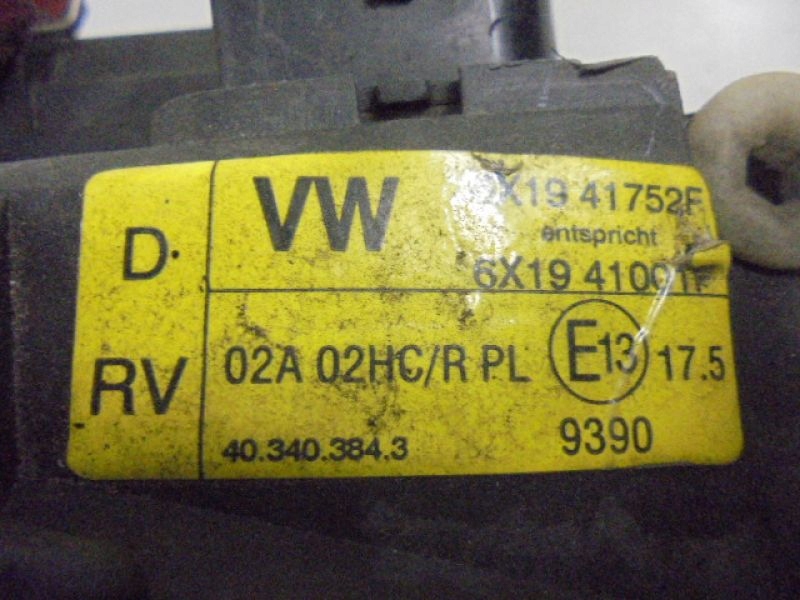 D VW 6X19 41752F
entspricht
6X19 41001F
RV 02A 02HC/R PL E13 17.5
40.340.384.3 9390